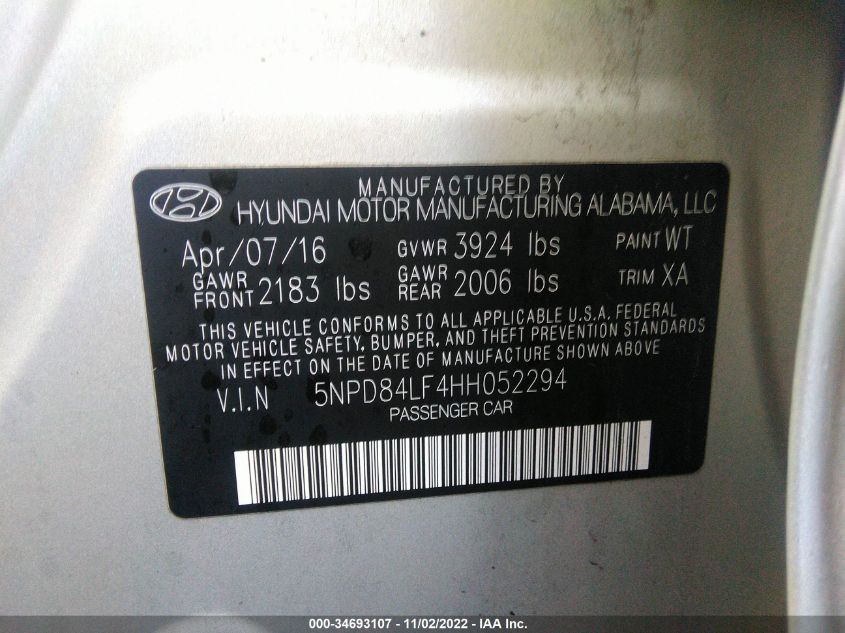 MANUFACTURED BY
HYUNDAI MOTOR MANUFACTURING ALABAMA, LLC
Apr/07/16 GVWR 3924 lbs PAINT WT
GAWR FRONT 2183 lbs GAWR REAR 2006 lbs TRIM XA
THIS VEHICLE CONFORMS TO ALL APPLICABLE U.S.A. FEDERAL
MOTOR VEHICLE SAFETY, BUMPER, AND THEFT PREVENTION STANDARDS
IN EFFECT ON THE DATE OF MANUFACTURE SHOWN ABOVE
V.I.N 5NPD84LF4HH052294
PASSENGER CAR
000-34693107 - 11/02/2022 - IAA Inc.